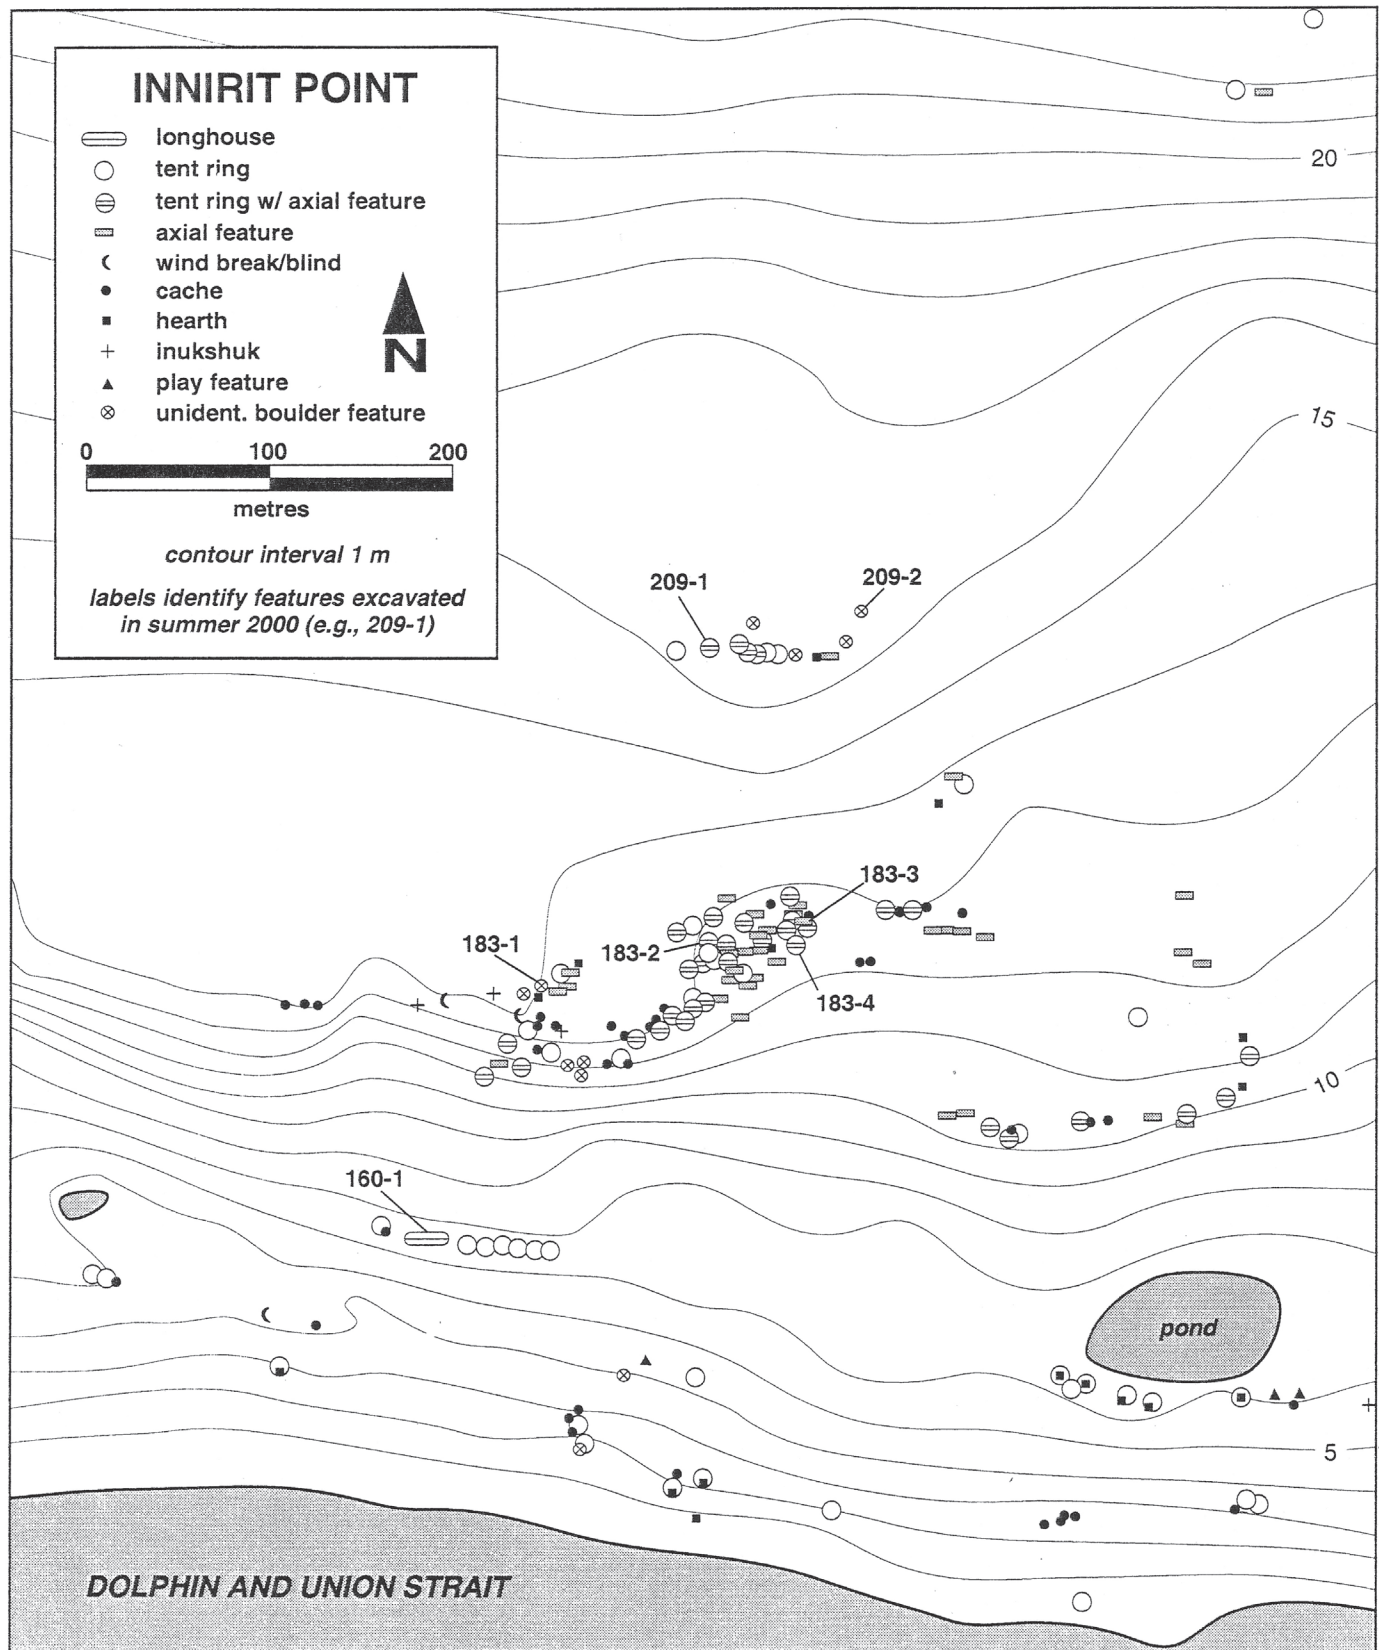 INNIRIT POINT
longhouse
tent ring
tent ring w/ axial feature
axial feature
wind break/blind
cache
hearth
inukshuk
play feature
unident. boulder feature
N
0 100 200
metres
contour interval 1 m
labels identify features excavated
in summer 2000 (e.g., 209-1)
20
15
209-1
209-2
183-3
183-1
183-2
183-4
10
160-1
pond
5
DOLPHIN AND UNION STRAIT